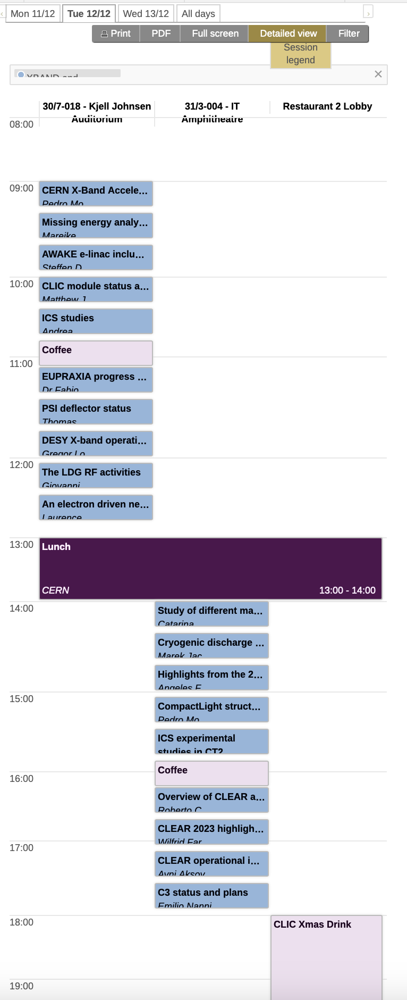 Mon 11/12 Tue 12/12 Wed 13/12 All days
Print PDF Full screen Detailed view Filter
Session
legend
XBAND and
30/7-018 - Kjell Johnsen
Auditorium
31/3-004 - IT
Amphitheatre
Restaurant 2 Lobby
08:00
09:00
CERN X-Band Accele...
Pedro Mo
Missing energy analy...
Mareike
AWAKE e-linac inclu...
Steffen D
10:00
CLIC module status a...
Matthew J
ICS studies
Andrea
Coffee
11:00
EUPRAXIA progress ...
Dr Fabio
PSI deflector status
Thomas
DESY X-band operati...
Gregor Lo
12:00
The LDG RF activities
Giovanni
An electron driven ne...
Laurence
13:00
Lunch
CERN 13:00 - 14:00
14:00
Study of different ma...
Catarina
Cryogenic discharge ...
Marek Jac
Highlights from the 2...
Angeles F
15:00
CompactLight struct...
Pedro Mo
ICS experimental
studies in CT2
Coffee
16:00
Overview of CLEAR a...
Roberto C
CLEAR 2023 highligh...
Wilfrid Far
17:00
CLEAR operational i...
Avni Aksoy
C3 status and plans
Emilio Nanni
18:00
CLIC Xmas Drink
19:00